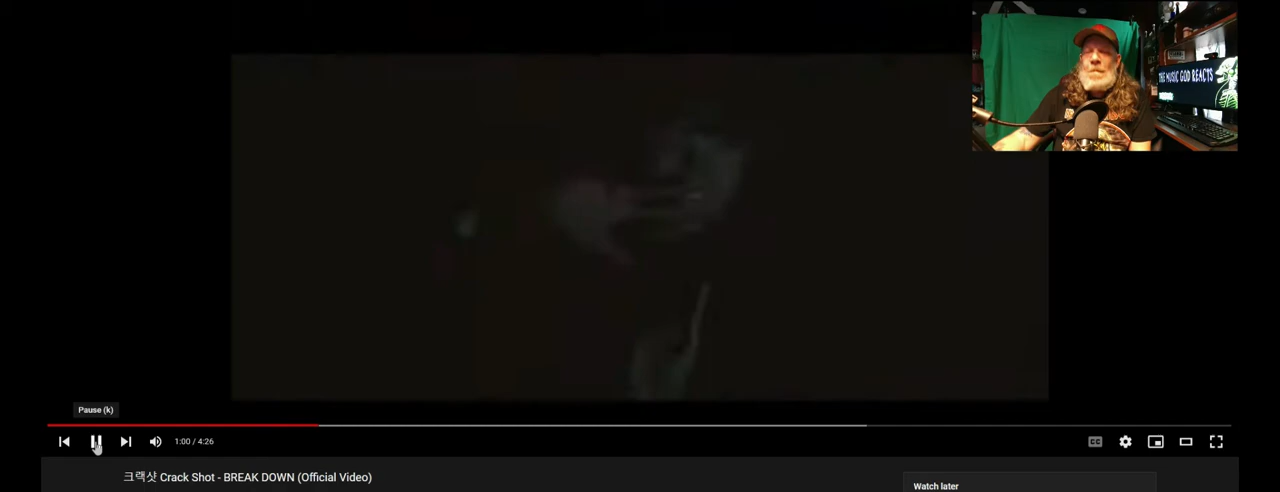 THE MUSIC GOD REACTS
Pause (k)
1:00 / 4:26
CC
크랙샷 Crack Shot - BREAK DOWN (Official Video)
Watch later